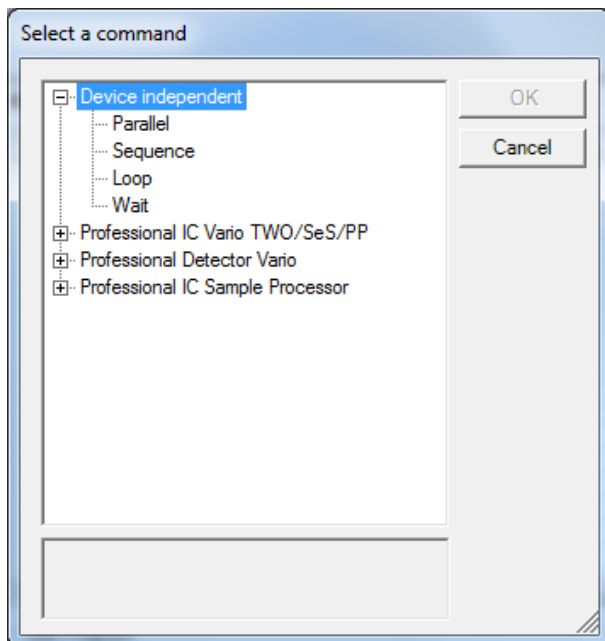 Select a command
Device independent
Parallel
Sequence
Loop
Wait
Professional IC Vario TWO/SeS/PP
Professional Detector Vario
Professional IC Sample Processor
OK
Cancel